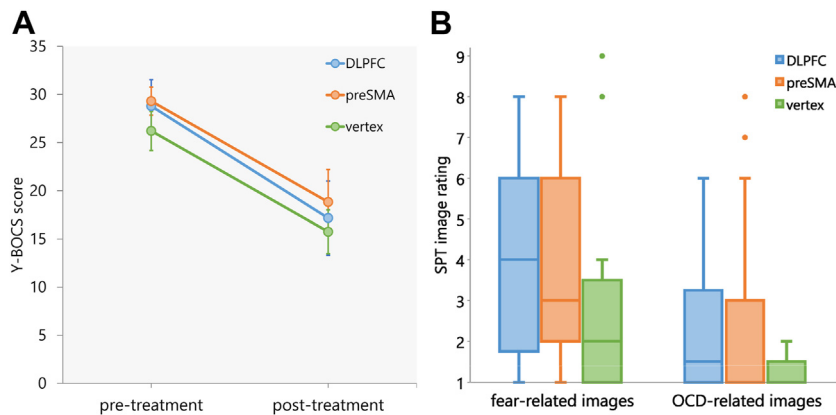 A
35
30
25
20
15
10
5
0
Y-BOCS score
pre-treatment
post-treatment
DLPFC
preSMA
vertex
B
9
8
7
6
5
4
3
2
1
SPT image rating
fear-related images
OCD-related images
DLPFC
preSMA
vertex